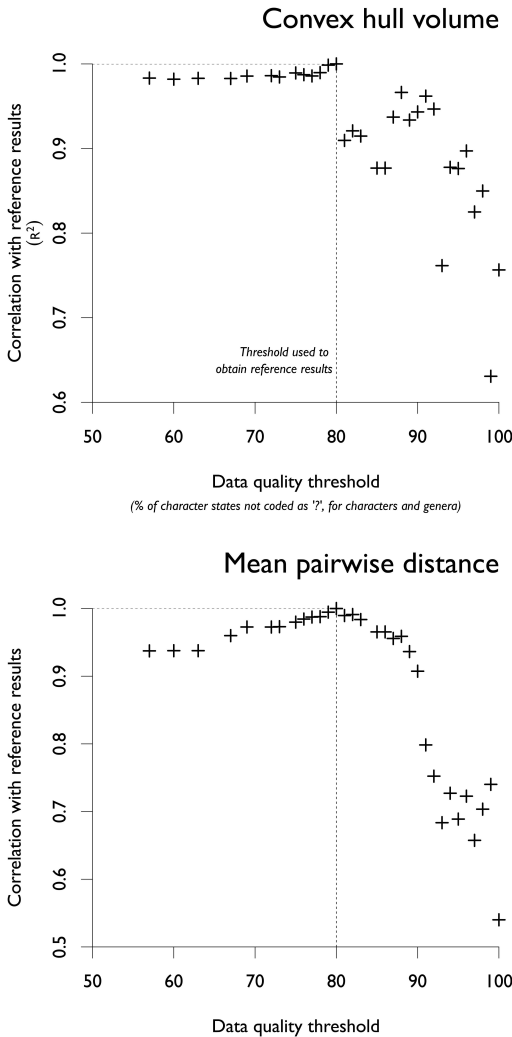 Convex hull volume
Correlation with reference results
(R²)
1.0
0.9
0.8
0.7
0.6
Threshold used to
obtain reference results
50 60 70 80 90 100
Data quality threshold
(% of character states not coded as '?', for characters and genera)
Mean pairwise distance
Correlation with reference results
1.0
0.9
0.8
0.7
0.6
0.5
50 60 70 80 90 100
Data quality threshold